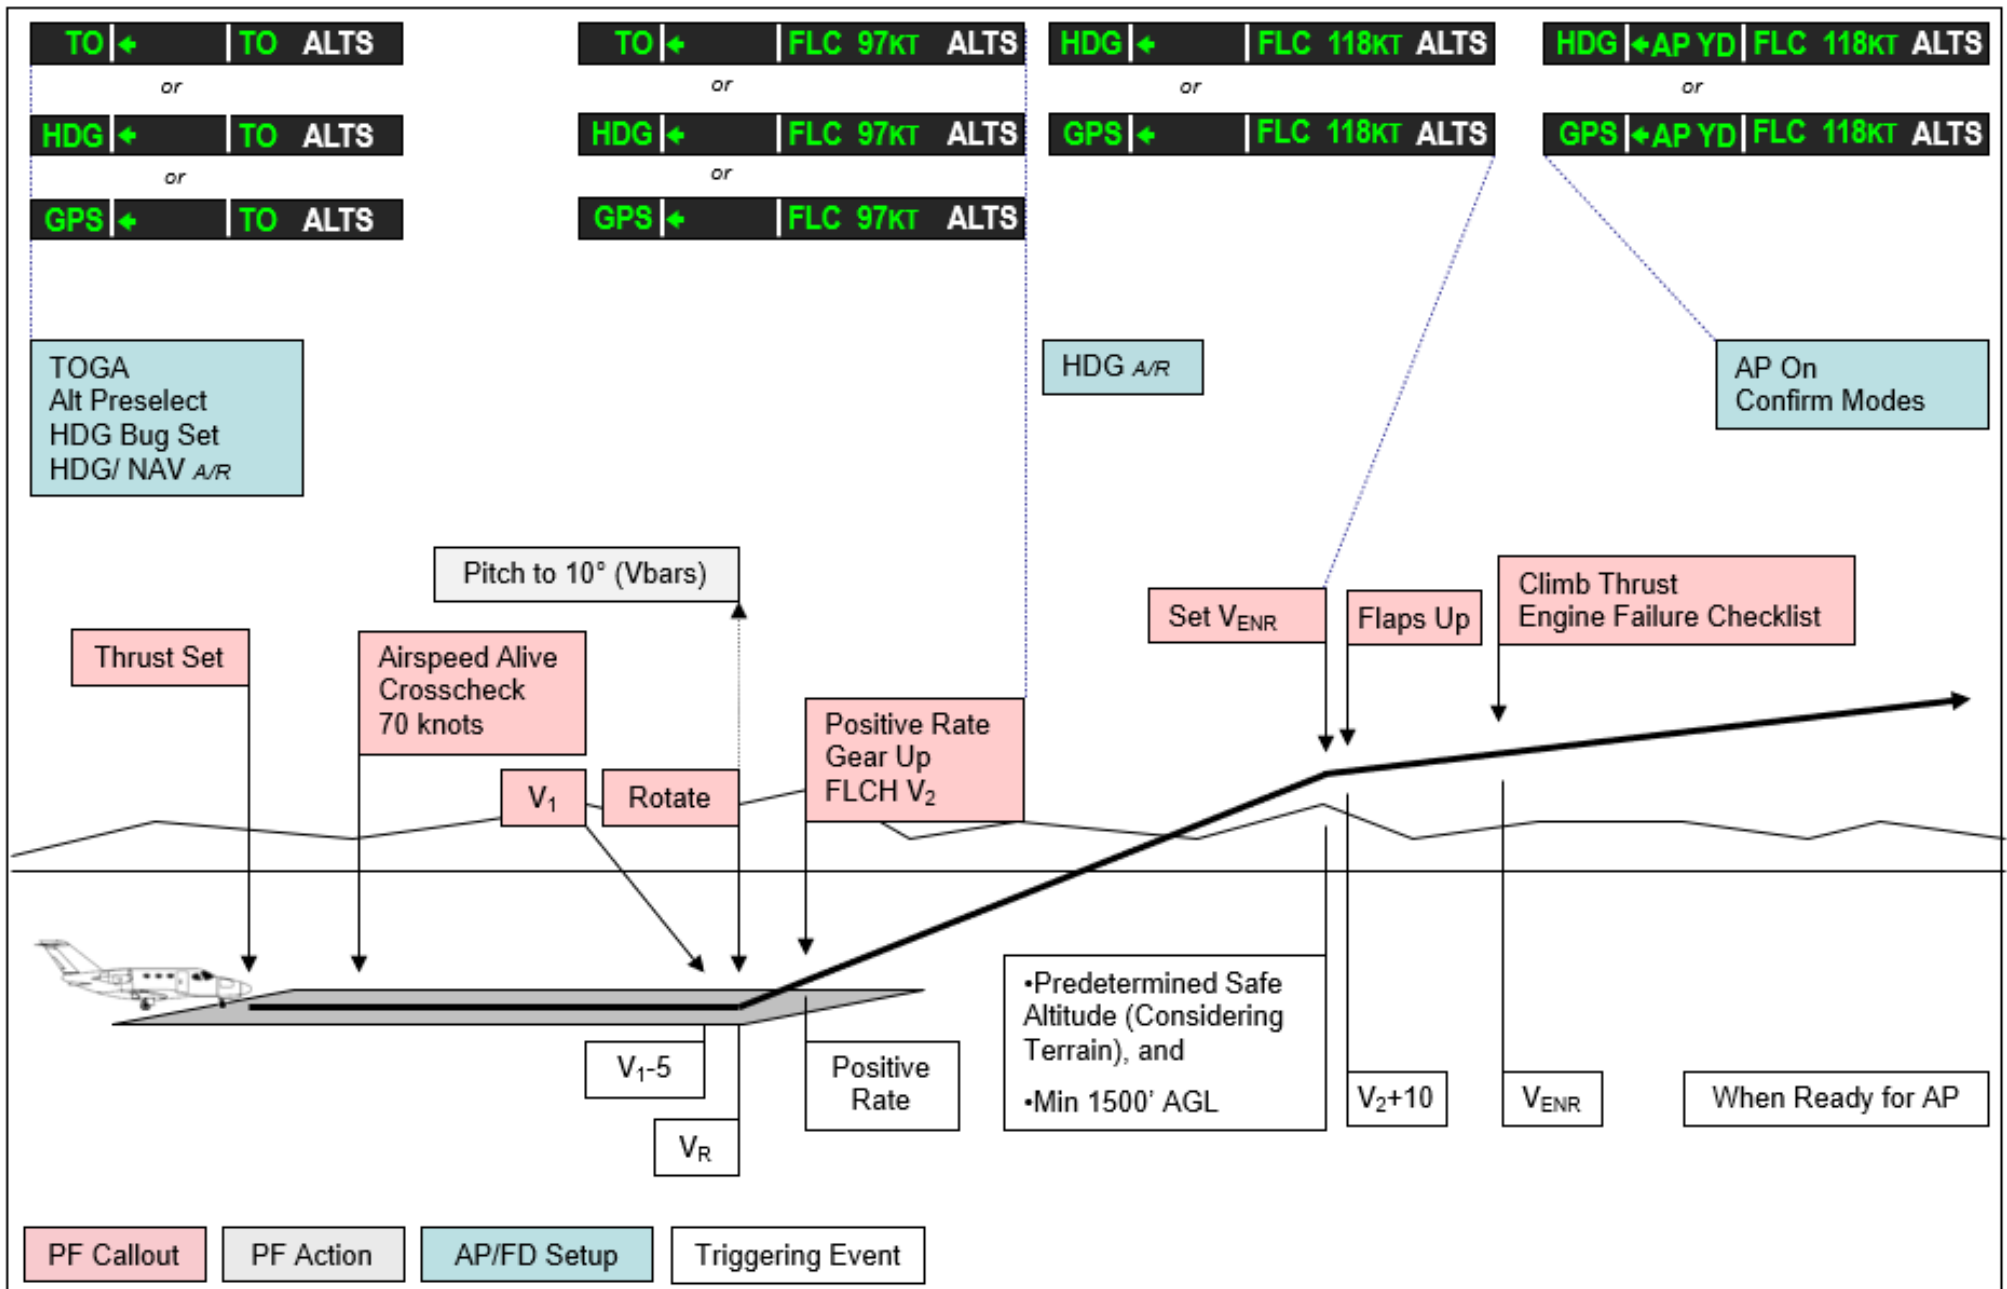 TO TO ALTS
or
HDG TO ALTS
or
GPS TO ALTS
TO FLC 97KT ALTS
or
HDG FLC 97KT ALTS
or
GPS FLC 97KT ALTS
HDG FLC 118KT ALTS
or
GPS FLC 118KT ALTS
HDG AP YD FLC 118KT ALTS
or
GPS AP YD FLC 118KT ALTS
TOGA
Alt Preselect
HDG Bug Set
HDG/ NAV A/R
HDG A/R
AP On
Confirm Modes
Pitch to 10° (Vbars)
Thrust Set
Airspeed Alive
Crosscheck
70 knots
V1
Rotate
Positive Rate
Gear Up
FLCH V2
Set VENR
Flaps Up
Climb Thrust
Engine Failure Checklist
V1-5
VR
Positive
Rate
•Predetermined Safe
Altitude (Considering
Terrain), and
•Min 1500’ AGL
V2+10
VENR
When Ready for AP
PF Callout
PF Action
AP/FD Setup
Triggering Event